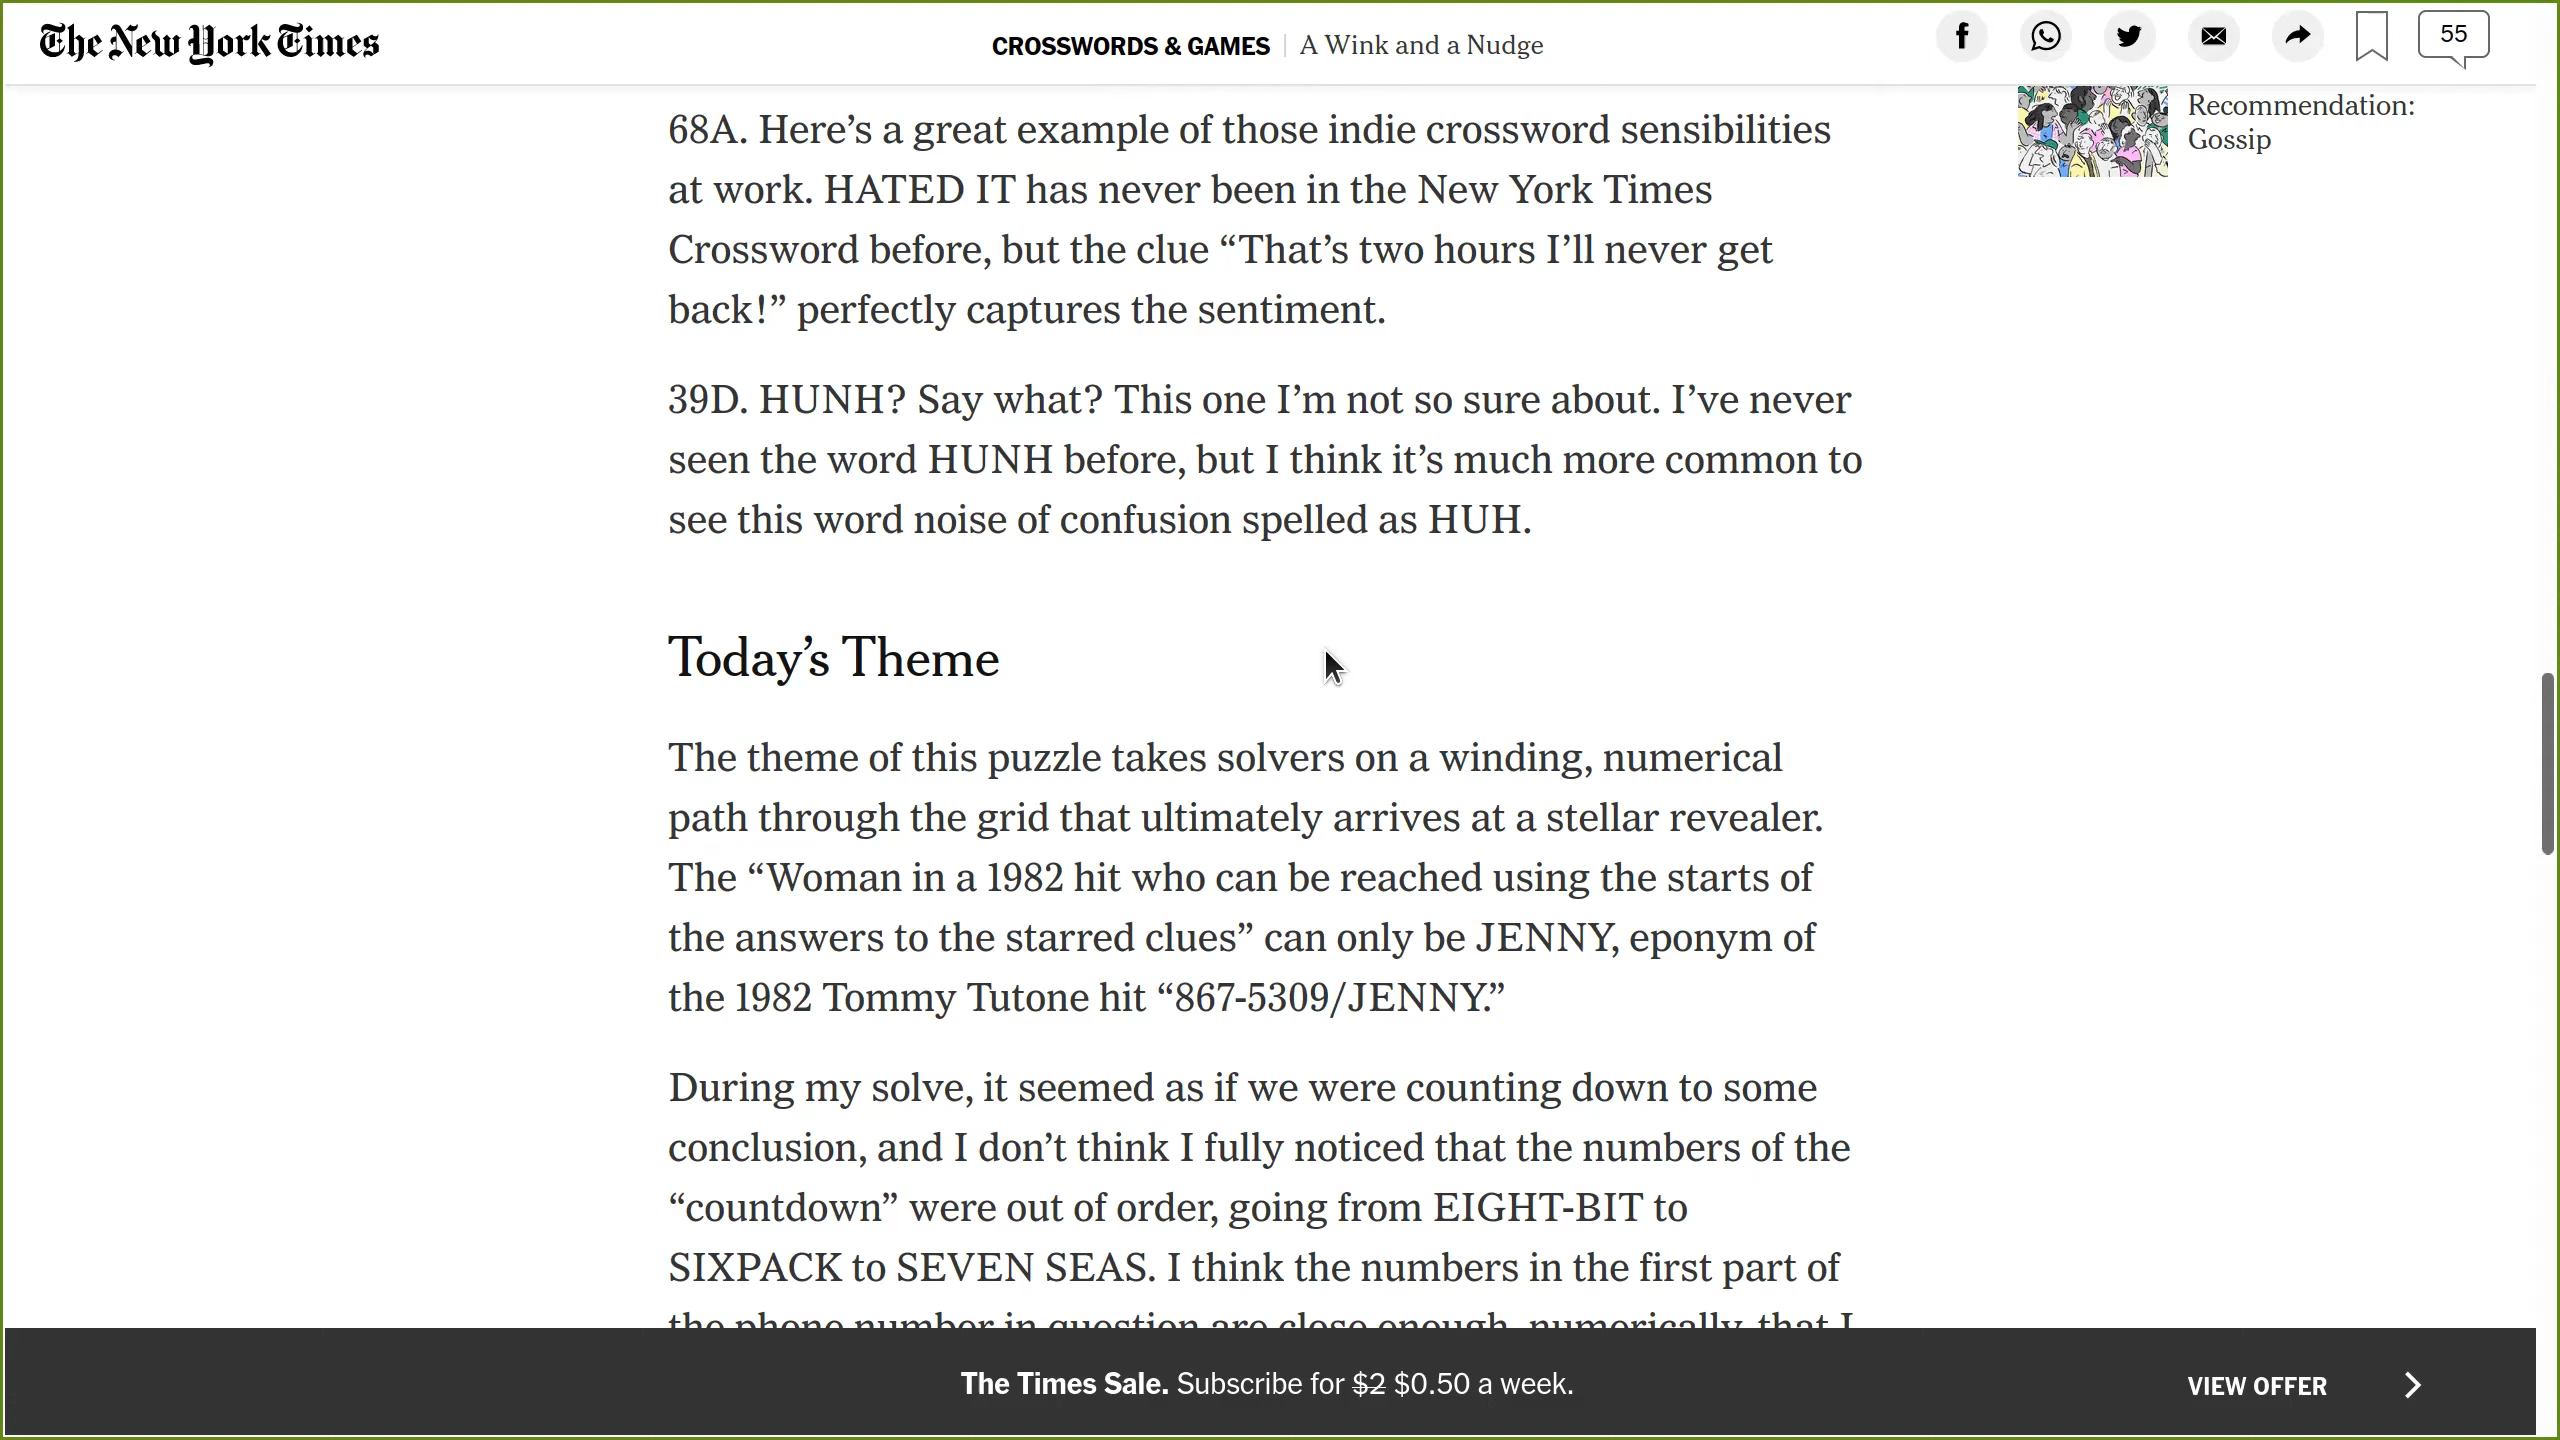 The New York Times
CROSSWORDS & GAMES | A Wink and a Nudge
55
Recommendation:
Gossip
68A. Here’s a great example of those indie crossword sensibilities
at work. HATED IT has never been in the New York Times
Crossword before, but the clue “That’s two hours I’ll never get
back!” perfectly captures the sentiment.
39D. HUNH? Say what? This one I’m not so sure about. I’ve never
seen the word HUNH before, but I think it’s much more common to
see this word noise of confusion spelled as HUH.
Today’s Theme
The theme of this puzzle takes solvers on a winding, numerical
path through the grid that ultimately arrives at a stellar revealer.
The “Woman in a 1982 hit who can be reached using the starts of
the answers to the starred clues” can only be JENNY, eponym of
the 1982 Tommy Tutone hit “867-5309/JENNY.”
During my solve, it seemed as if we were counting down to some
conclusion, and I don’t think I fully noticed that the numbers of the
“countdown” were out of order, going from EIGHT-BIT to
SIXPACK to SEVEN SEAS. I think the numbers in the first part of
the phone number in question are close enough, numerically, that I
The Times Sale. Subscribe for $2 $0.50 a week.
VIEW OFFER